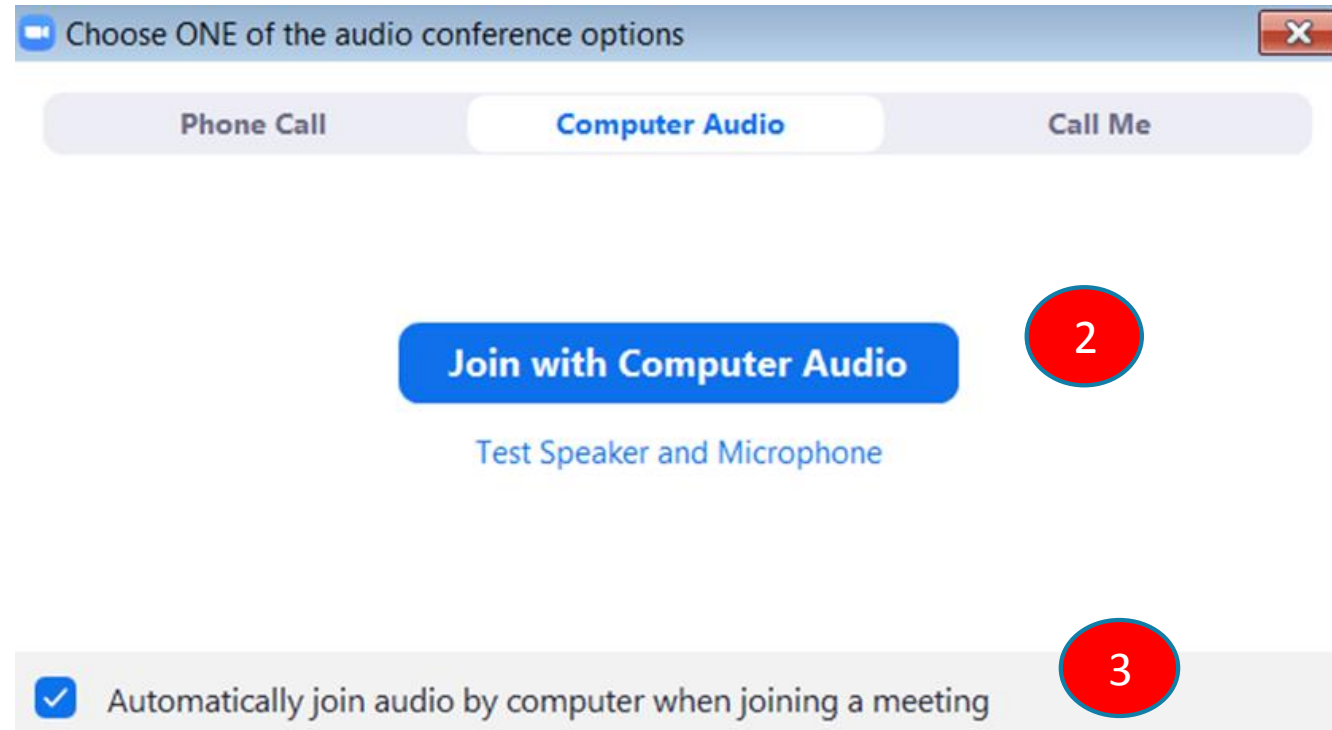 Choose ONE of the audio conference options
Phone Call Computer Audio Call Me
2
Join with Computer Audio
Test Speaker and Microphone
3
Automatically join audio by computer when joining a meeting